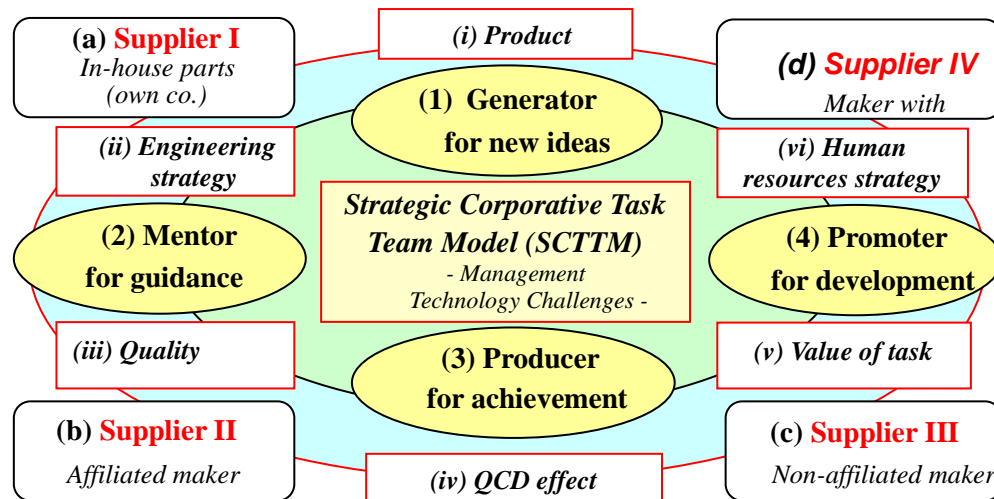 (a) Supplier I
In-house parts
(own co.)
(i) Product
(d) Supplier IV
Maker with
(1) Generator
for new ideas
(ii) Engineering
strategy
(vi) Human
resources strategy
Strategic Corporative Task
Team Model (SCTTM)
- Management
Technology Challenges -
(2) Mentor
for guidance
(4) Promoter
for development
(iii) Quality
(3) Producer
for achievement
(v) Value of task
(b) Supplier II
Affiliated maker
(iv) QCD effect
(c) Supplier III
Non-affiliated maker